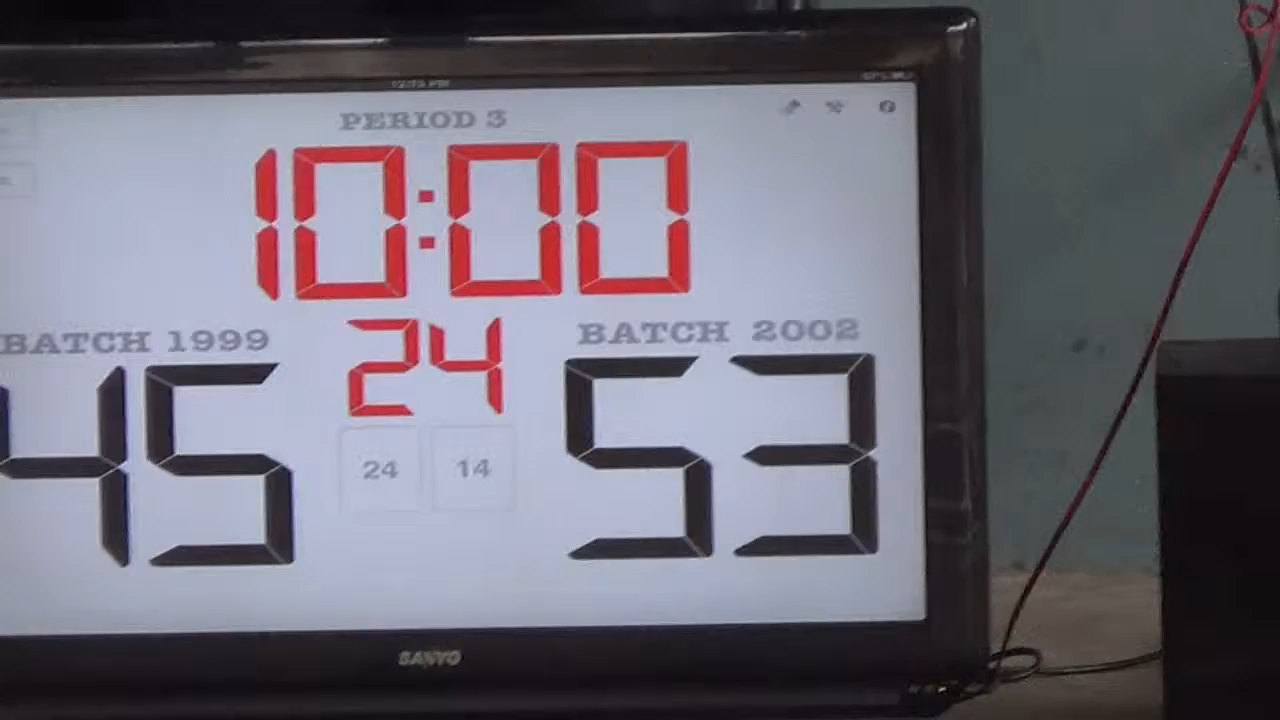 PERIOD 3
10:00
BATCH 1999
24
BATCH 2002
45
53
24
14
SANYO